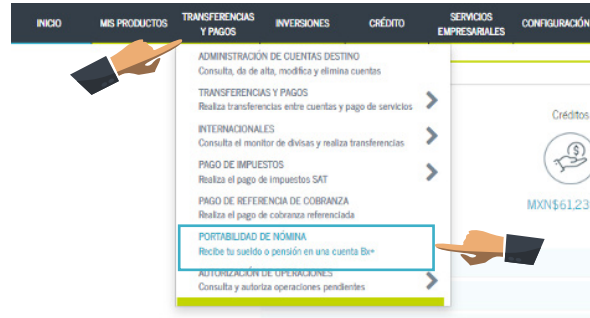 INICIO
MIS PRODUCTOS
TRANSFERENCIAS
Y PAGOS
INVERSIONES
CRÉDITO
SERVICIOS
EMPRESARIALES
CONFIGURACIÓN
ADMINISTRACIÓN DE CUENTAS DESTINO
Consulta, da de alta, modifica y elimina cuentas
TRANSFERENCIAS Y PAGOS
Realiza transferencias entre cuentas y pago de servicios
INTERNACIONALES
Consulta el monitor de divisas y realiza transferencias
PAGO DE IMPUESTOS
Realiza el pago de impuestos SAT
PAGO DE REFERENCIA DE COBRANZA
Realiza el pago de cobranza referenciada
PORTABILIDAD DE NÓMINA
Recibe tu sueldo o pensión en una cuenta Bx+
AUTORIZACIÓN DE OPERACIONES
Consulta y autoriza operaciones pendientes
Créditos
MXN$61,23